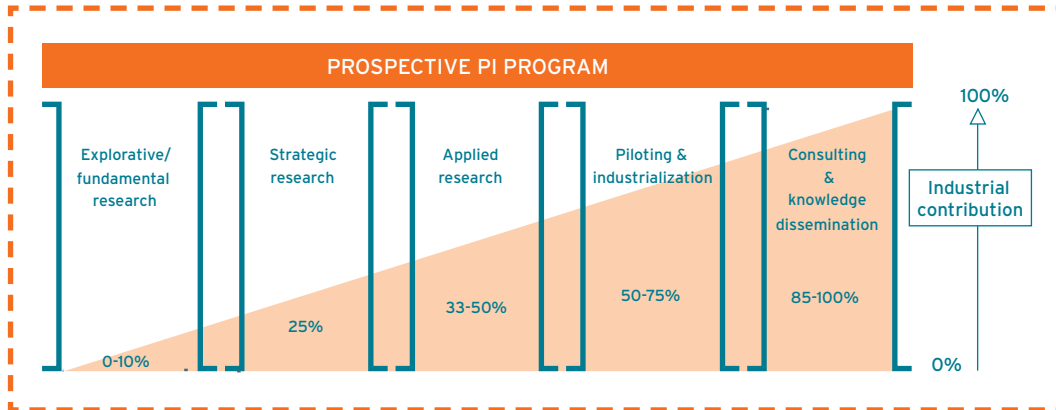 PROSPECTIVE PI PROGRAM
Explorative/
fundamental
research
0-10%
Strategic
research
25%
Applied
research
33-50%
Piloting &
industrialization
50-75%
Consulting
&
knowledge
dissemination
85-100%
100%
Industrial
contribution
0%